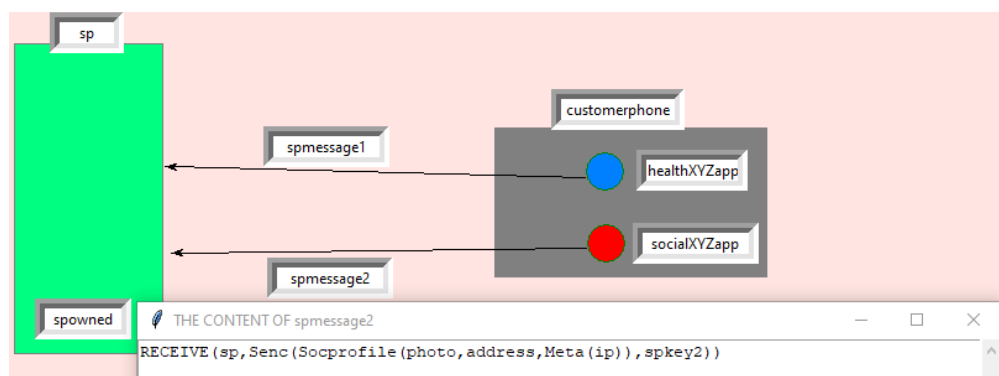 sp
customerphone
spmessage1
healthXYZapp
socialXYZapp
spmessage2
spowned
THE CONTENT OF spmessage2
RECEIVE(sp,Senc(Socprofile(photo,address,Meta(ip)),spkey2))